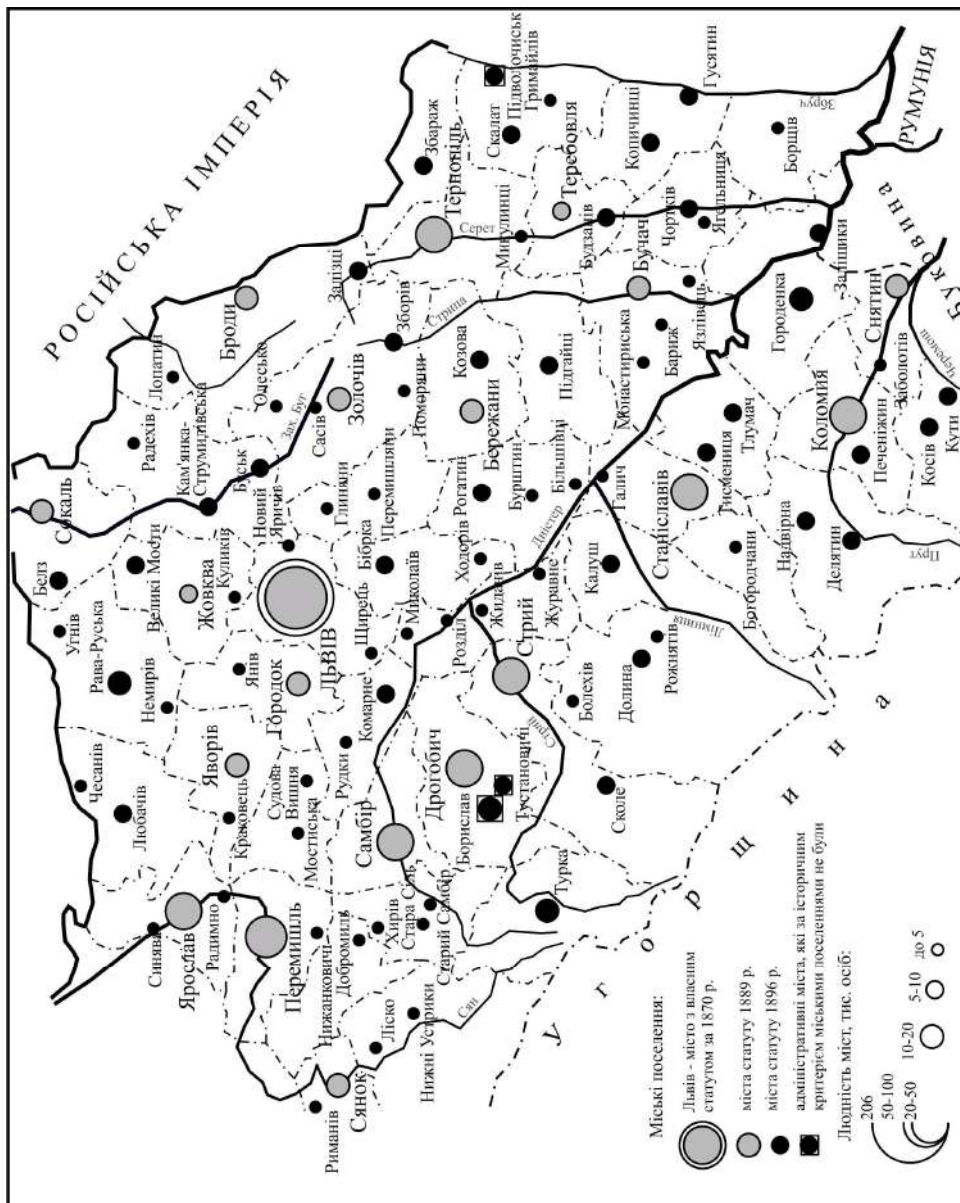 РОСІЙСЬКА ІМПЕРІЯ
РУМУНІЯ
Буковина
Угорщина
Сокаль
Белз
Угнів
Рава-Руська
Немирів
Чесанів
Любачів
Синява
Ярослав
Радимно
Великі Мости
Жовква
Куликів
Янів
Яворів
Краковець
Радехів
Лопатин
Кам'янка-
Струмилівська
Буськ
Новий
Яричів
Олесько
Броди
Зах. Буг
Сасів
Золочів
Глиняни
Перемишляни
Поморяни
Зборів
Залізці
ЛЬВІВ
Городок
Судова
Вишня
Мостиська
Перемишль
Нижанковичі
Добромиль
Хирів
Стара Сіль
Старий Самбір
Самбір
Рудки
Комарне
Щирець
Миколаїв
Бібрка
Розділ
Ходорів
Жидачів
Журавне
Рогатин
Бурштин
Більшівці
Галич
Бережани
Козова
Підгайці
Монастириська
Бариж
Язлівець
Бучач
Стрипа
Серет
Тернопіль
Збараж
Підволочиськ
Скалат
Гримайлів
Микулинці
Теребовля
Будзанів
Копичинці
Гусятин
Збруч
Чортків
Ягельниця
Борщів
Заліщики
Городенка
Снятин
Заболотів
Черемош
Коломия
Печеніжин
Косів
Кути
Прут
Делятин
Надвірна
Богородчани
Станіславів
Тисмениця
Тлумач
Дністер
Калуш
Лімниця
Рожнятів
Долина
Болехів
Стрий
Стрий
Дрогобич
Борислав
Тустановичі
Сколе
Турка
Сян
Ліско
Нижні Устрики
Сянок
Риманів
Міські поселення:
Львів - місто з власним
статутом за 1870 р.
міста статуту 1889 р.
міста статуту 1896 р.
адміністративні міста, які за історичним
критерієм міськими поселеннями не були
Людність міст, тис. осіб:
206
50-100
20-50
10-20
5-10
до 5